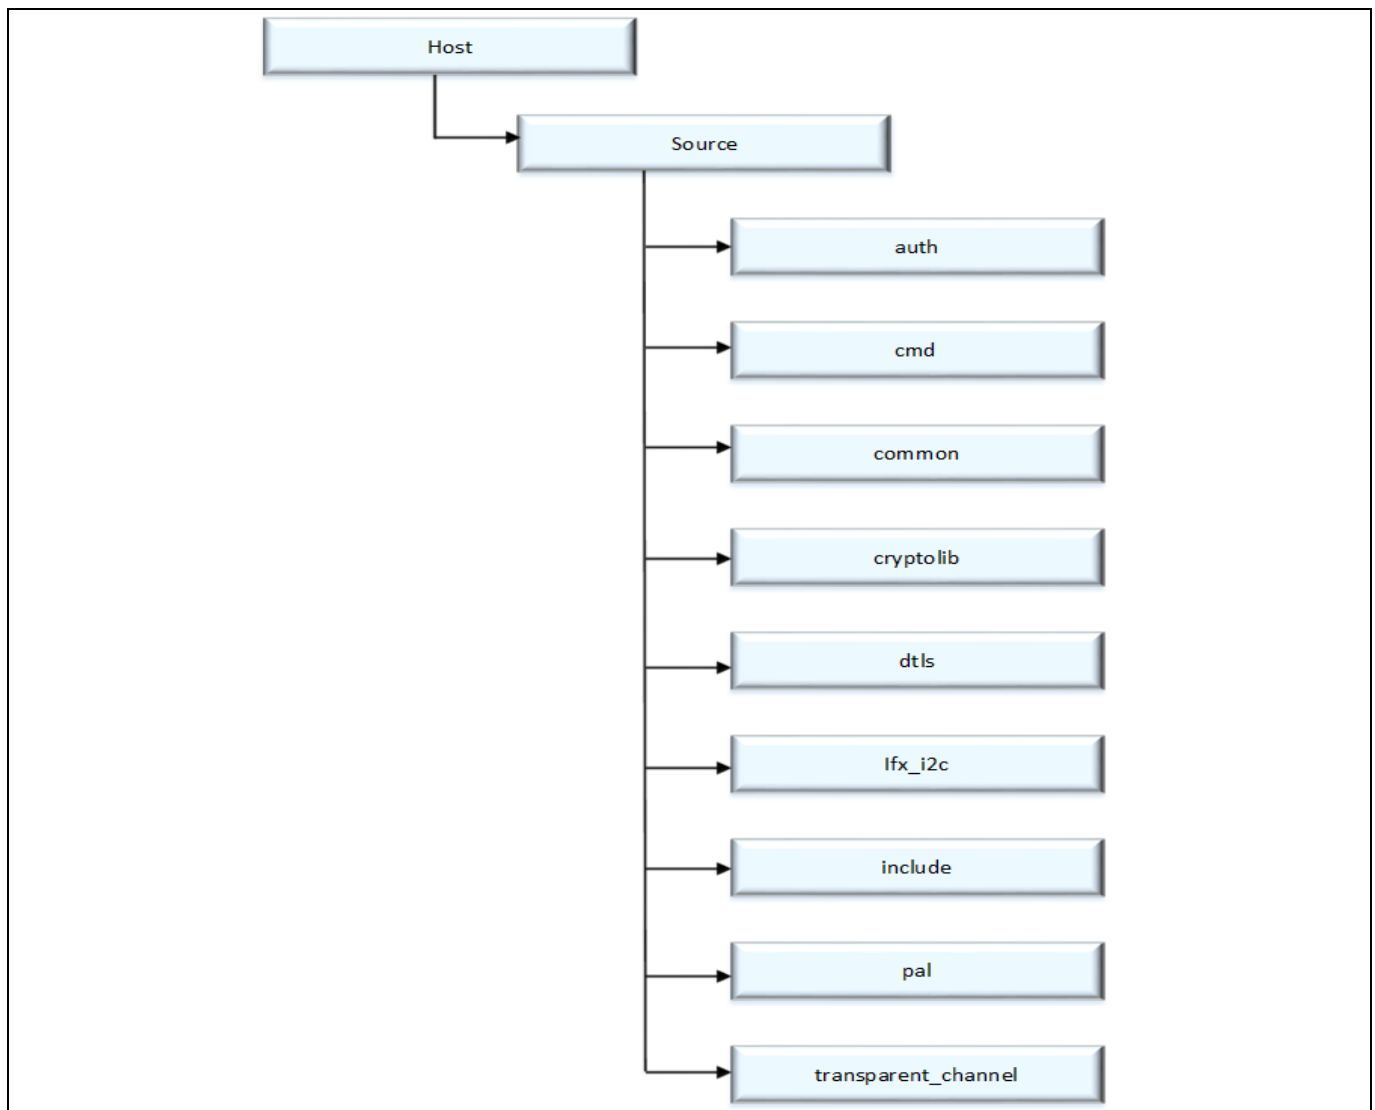 Host
Source
auth
cmd
common
cryptolib
dtls
Ifx_i2c
include
pal
transparent_channel